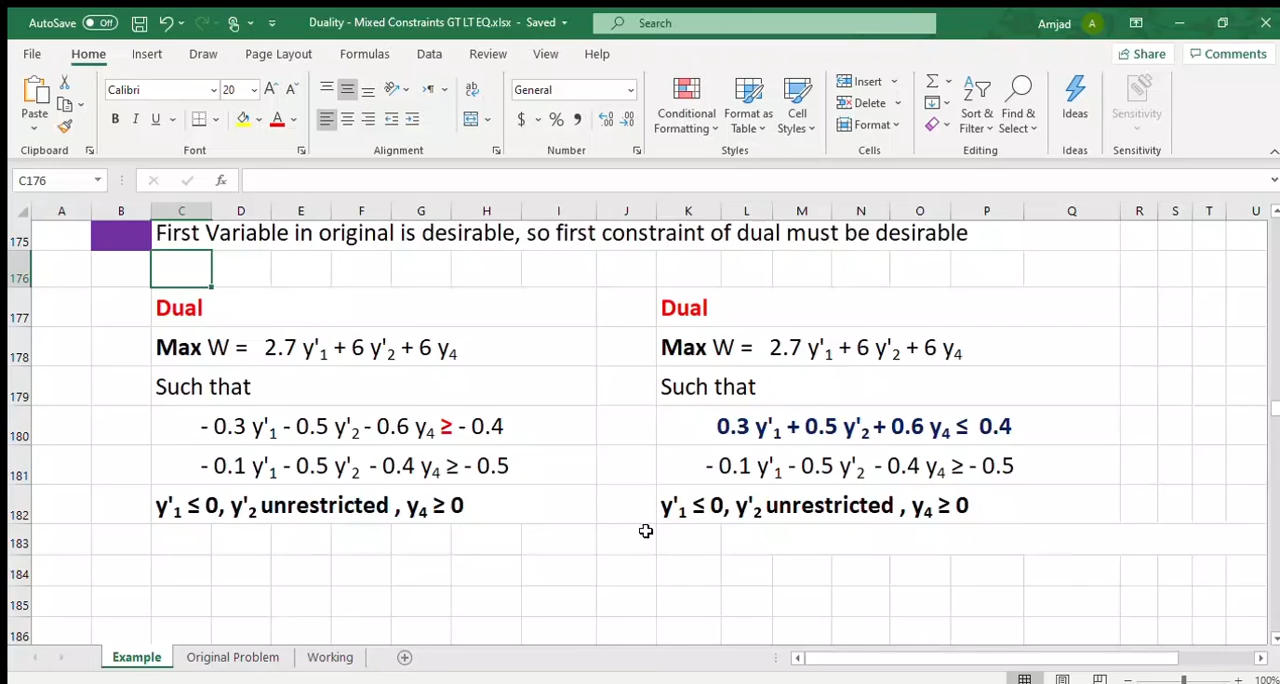 AutoSave Off Duality - Mixed Constraints GT LT EQ.xlsx - Saved Search Amjad A
File Home Insert Draw Page Layout Formulas Data Review View Help Share Comments
Paste Calibri 20 A A B I U A ab General $ % 9 Conditional Formatting Format as Table Cell Styles Insert Delete Format Sort & Filter Find & Select Ideas Sensitivity
Clipboard Font Alignment Number Styles Cells Editing Ideas Sensitivity
C176 fx
A B C D E F G H I J K L M N O P Q R S T U
175 First Variable in original is desirable, so first constraint of dual must be desirable
176
177 Dual Dual
178 Max W = 2.7 y'₁ + 6 y'₂ + 6 y₄ Max W = 2.7 y'₁ + 6 y'₂ + 6 y₄
179 Such that Such that
180 - 0.3 y'₁ - 0.5 y'₂ - 0.6 y₄ ≥ - 0.4 0.3 y'₁ + 0.5 y'₂ + 0.6 y₄ ≤ 0.4
181 - 0.1 y'₁ - 0.5 y'₂ - 0.4 y₄ ≥ - 0.5 - 0.1 y'₁ - 0.5 y'₂ - 0.4 y₄ ≥ - 0.5
182 y'₁ ≤ 0, y'₂ unrestricted , y₄ ≥ 0 y'₁ ≤ 0, y'₂ unrestricted , y₄ ≥ 0
183
184
185
186
Example Original Problem Working
100%